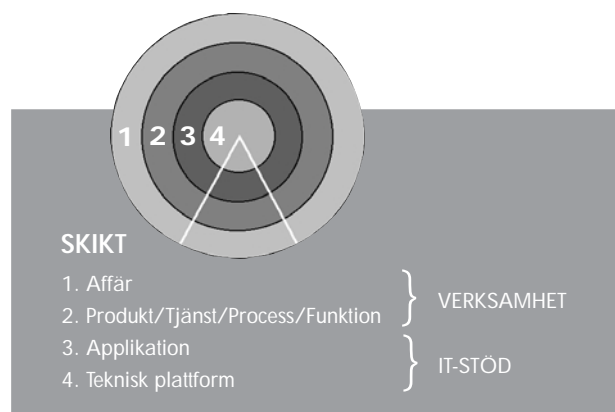 1 2 3 4
SKIKT
1. Affär
2. Produkt/Tjänst/Process/Funktion
VERKSAMHET
3. Applikation
4. Teknisk plattform
IT-STÖD